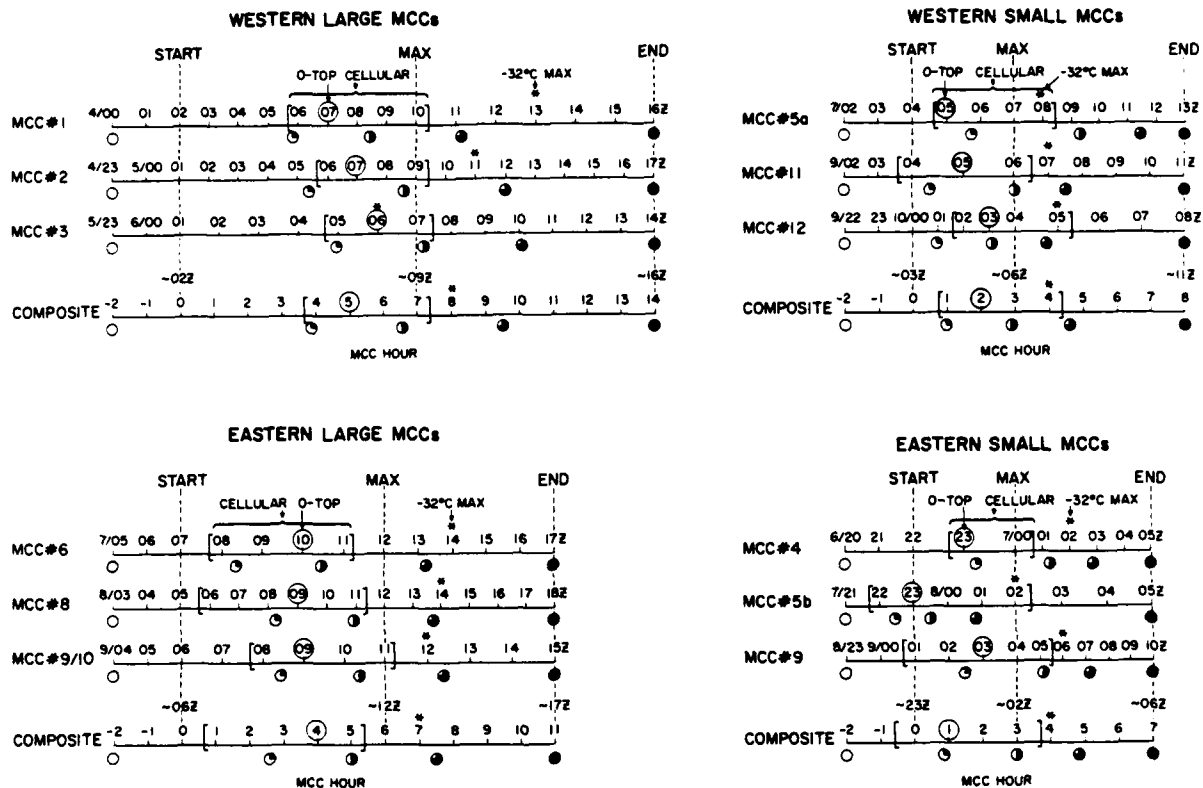 WESTERN LARGE MCCs
START MAX END
O-TOP CELLULAR -32°C MAX
*
MCC#1 4/00 01 02 03 04 05 [ 06 07 08 09 10 ] 11 12 13 14 15 16Z
*
MCC#2 4/23 5/00 01 02 03 04 05 [ 06 07 08 09 ] 10 11 12 13 14 15 16 17Z
*
MCC#3 5/23 6/00 01 02 03 04 [ 05 06 07 ] 08 09 10 11 12 13 14Z
~02Z ~09Z ~16Z
*
COMPOSITE -2 -1 0 1 2 3 [ 4 5 6 7 ] 8 9 10 11 12 13 14
MCC HOUR
WESTERN SMALL MCCs
START MAX END
O-TOP CELLULAR -32°C MAX
*
MCC#5a 7/02 03 04 [ 05 06 07 08 ] 09 10 11 12 13Z
*
MCC#11 9/02 03 [ 04 05 06 ] 07 08 09 10 11Z
*
MCC#12 9/22 23 10/00 01 [ 02 03 04 05 ] 06 07 08Z
~03Z ~06Z ~11Z
*
COMPOSITE -2 -1 0 [ 1 2 3 4 ] 5 6 7 8
MCC HOUR
EASTERN LARGE MCCs
START MAX END
CELLULAR O-TOP -32°C MAX
*
MCC#6 7/05 06 07 [ 08 09 10 11 ] 12 13 14 15 16 17Z
*
MCC#8 8/03 04 05 [ 06 07 08 09 10 11 ] 12 13 14 15 16 17 18Z
*
MCC#9/10 9/04 05 06 07 [ 08 09 10 11 ] 12 13 14 15Z
~06Z ~12Z ~17Z
*
COMPOSITE -2 -1 0 [ 1 2 3 4 5 ] 6 7 8 9 10 11
MCC HOUR
EASTERN SMALL MCCs
START MAX END
O-TOP CELLULAR -32°C MAX
*
MCC#4 6/20 21 22 [ 23 7/00 ] 01 02 03 04 05Z
*
MCC#5b 7/21 [ 22 23 8/00 01 02 ] 03 04 05Z
*
MCC#9 8/23 9/00 [ 01 02 03 04 05 ] 06 07 08 09 10Z
~23Z ~02Z ~06Z
*
COMPOSITE -2 -1 [ 0 1 2 3 ] 4 5 6 7
MCC HOUR